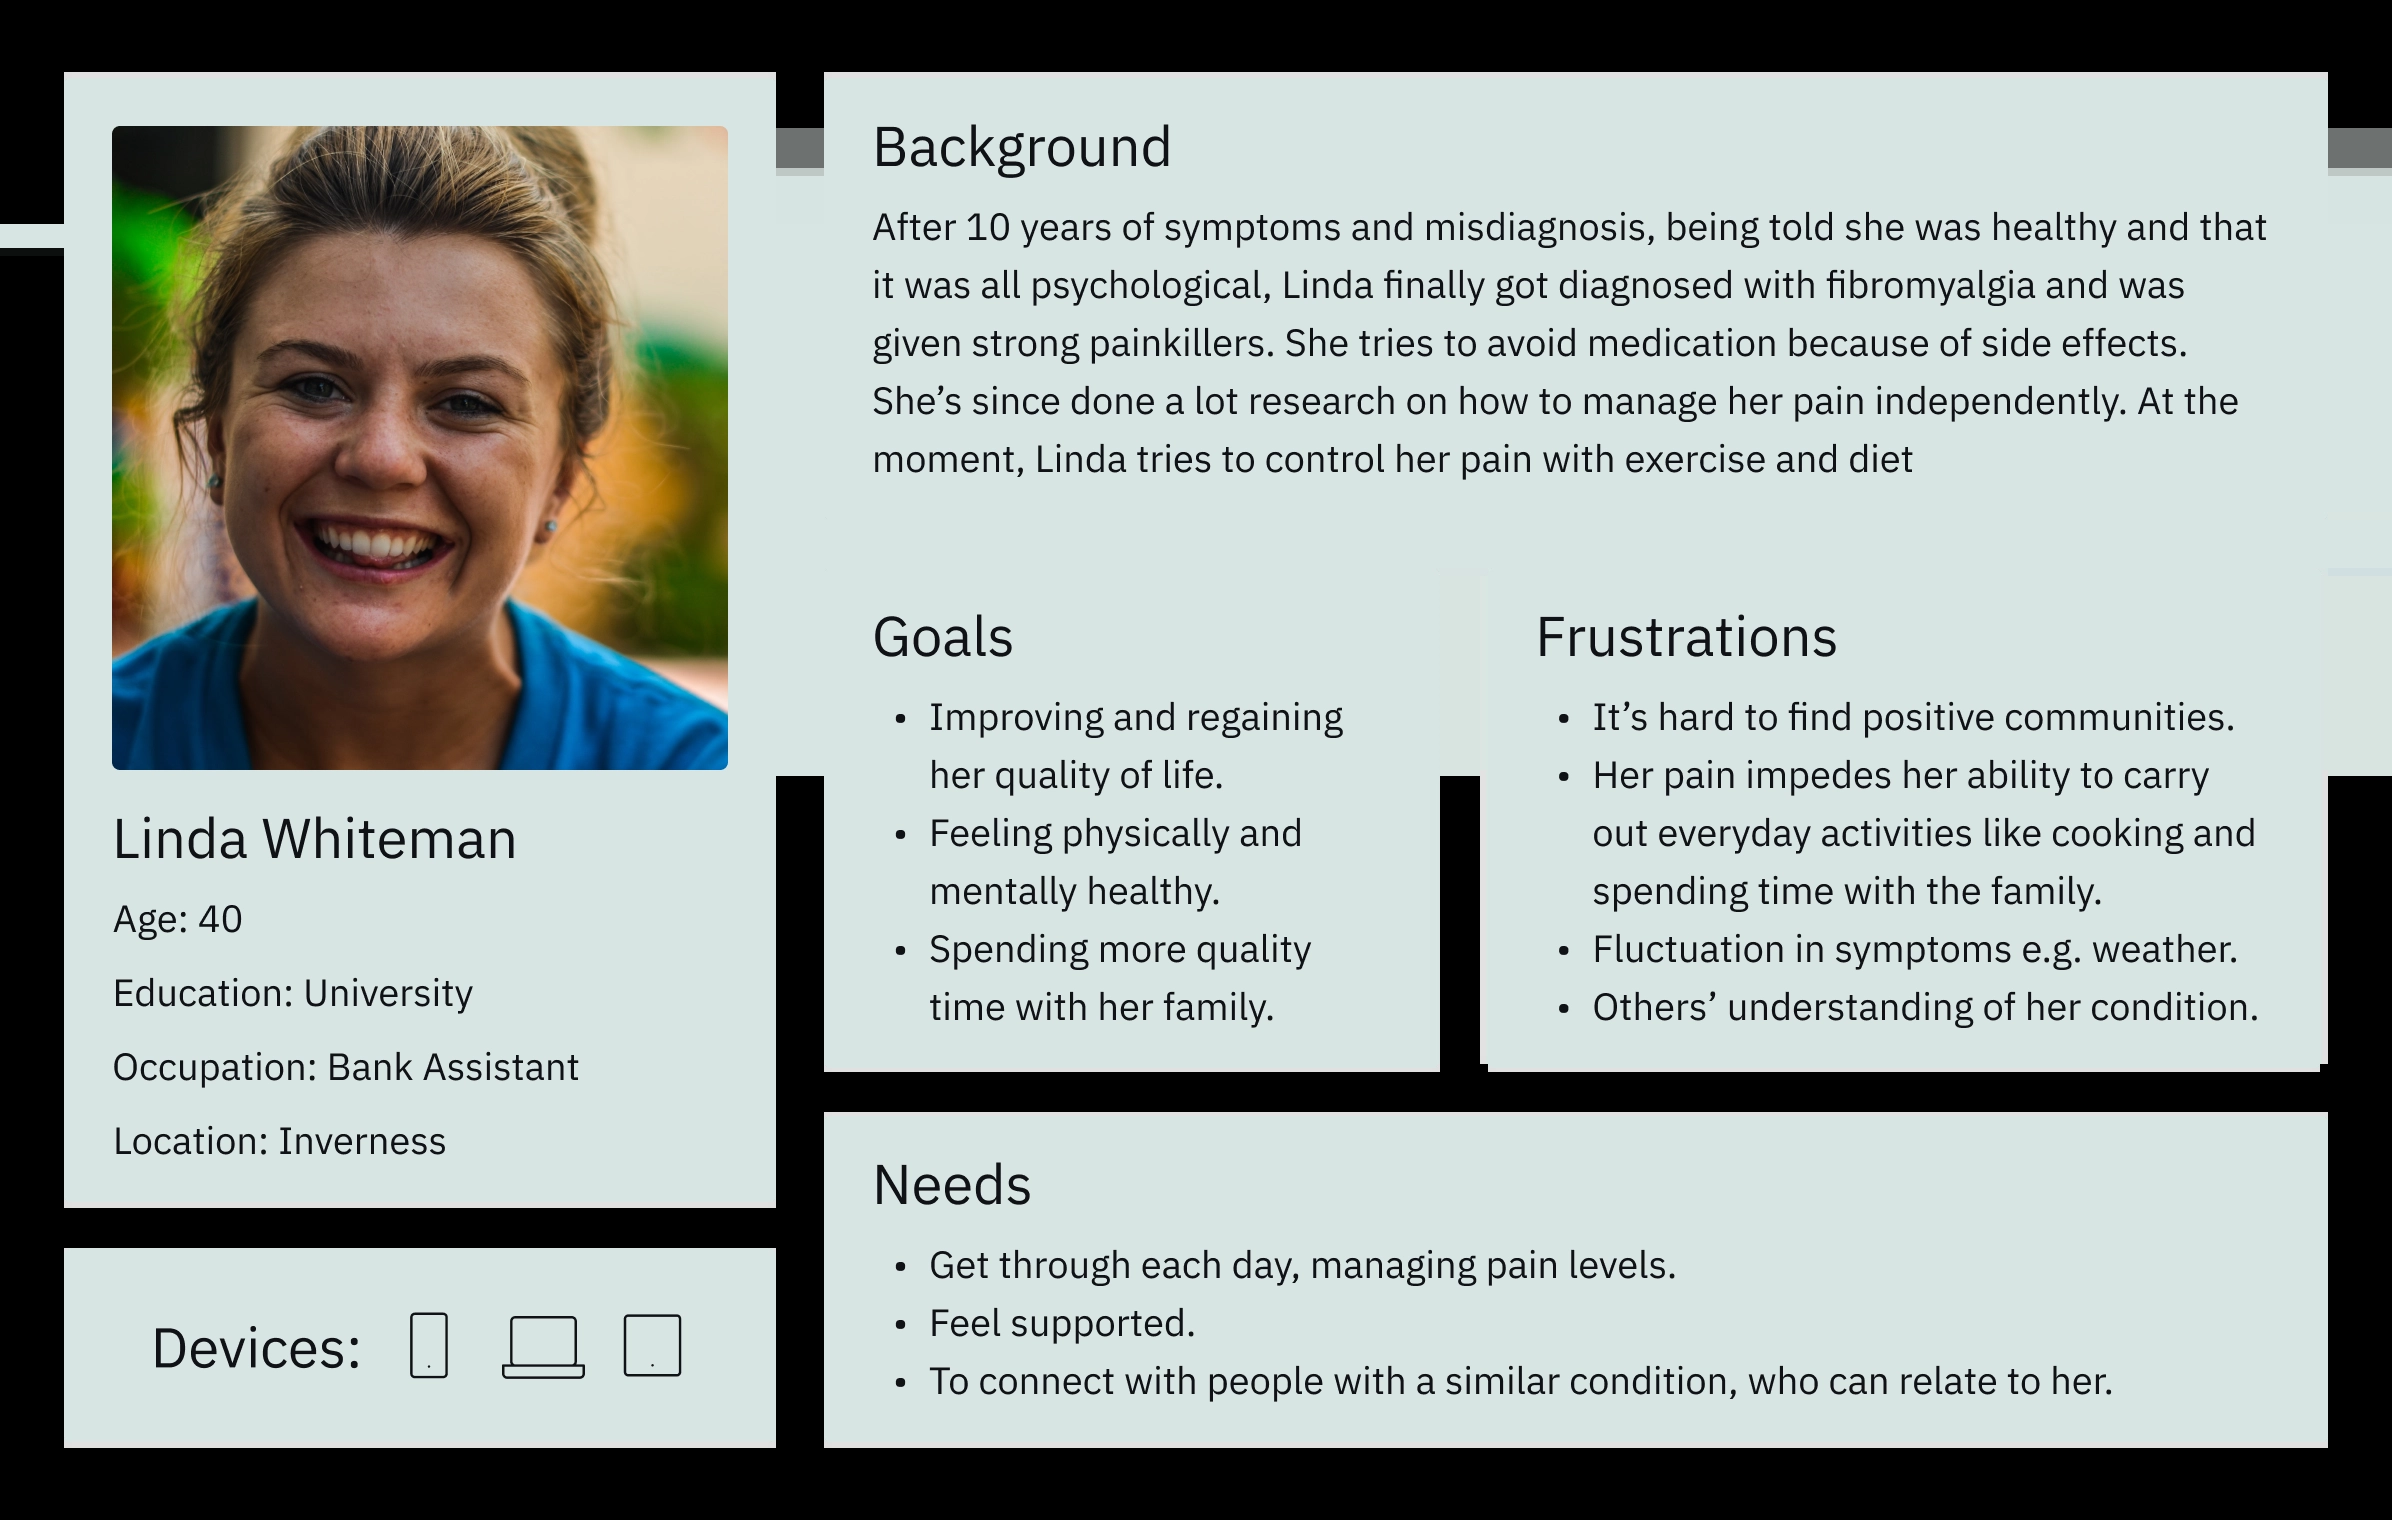 Linda Whiteman
Age: 40
Education: University
Occupation: Bank Assistant
Location: Inverness
Devices:
Background
After 10 years of symptoms and misdiagnosis, being told she was healthy and that
it was all psychological, Linda finally got diagnosed with fibromyalgia and was
given strong painkillers. She tries to avoid medication because of side effects.
She’s since done a lot research on how to manage her pain independently. At the
moment, Linda tries to control her pain with exercise and diet
Goals
• Improving and regaining
her quality of life.
• Feeling physically and
mentally healthy.
• Spending more quality
time with her family.
Frustrations
• It’s hard to find positive communities.
• Her pain impedes her ability to carry
out everyday activities like cooking and
spending time with the family.
• Fluctuation in symptoms e.g. weather.
• Others’ understanding of her condition.
Needs
• Get through each day, managing pain levels.
• Feel supported.
• To connect with people with a similar condition, who can relate to her.